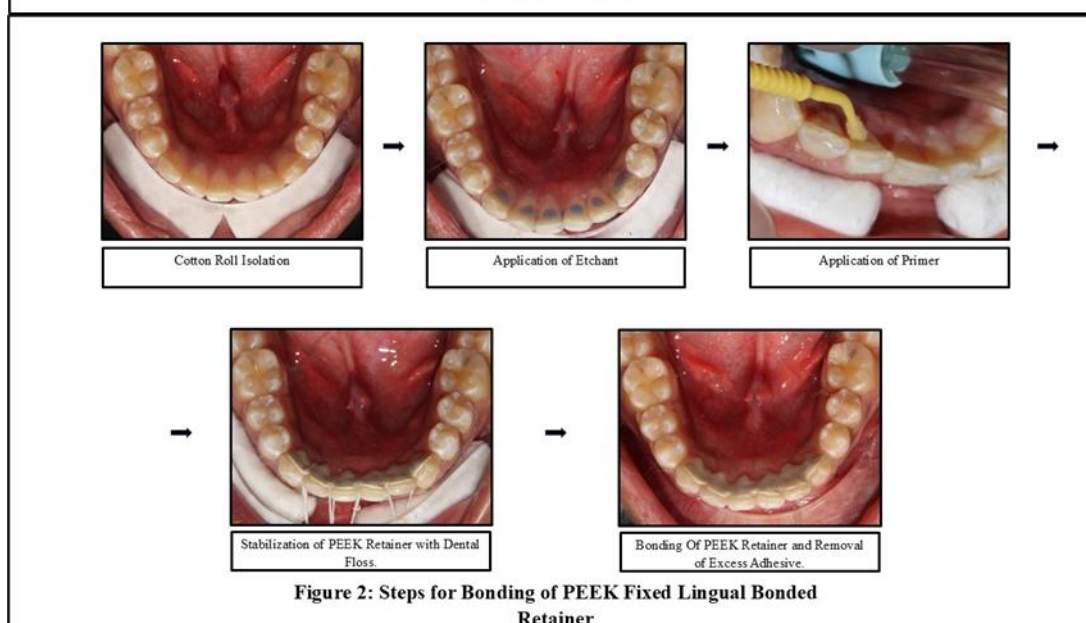 Cotton Roll Isolation
Application of Etchant
Application of Primer
Stabilization of PEEK Retainer with Dental
Floss.
Bonding Of PEEK Retainer and Removal
of Excess Adhesive.
Figure 2: Steps for Bonding of PEEK Fixed Lingual Bonded
Retainer